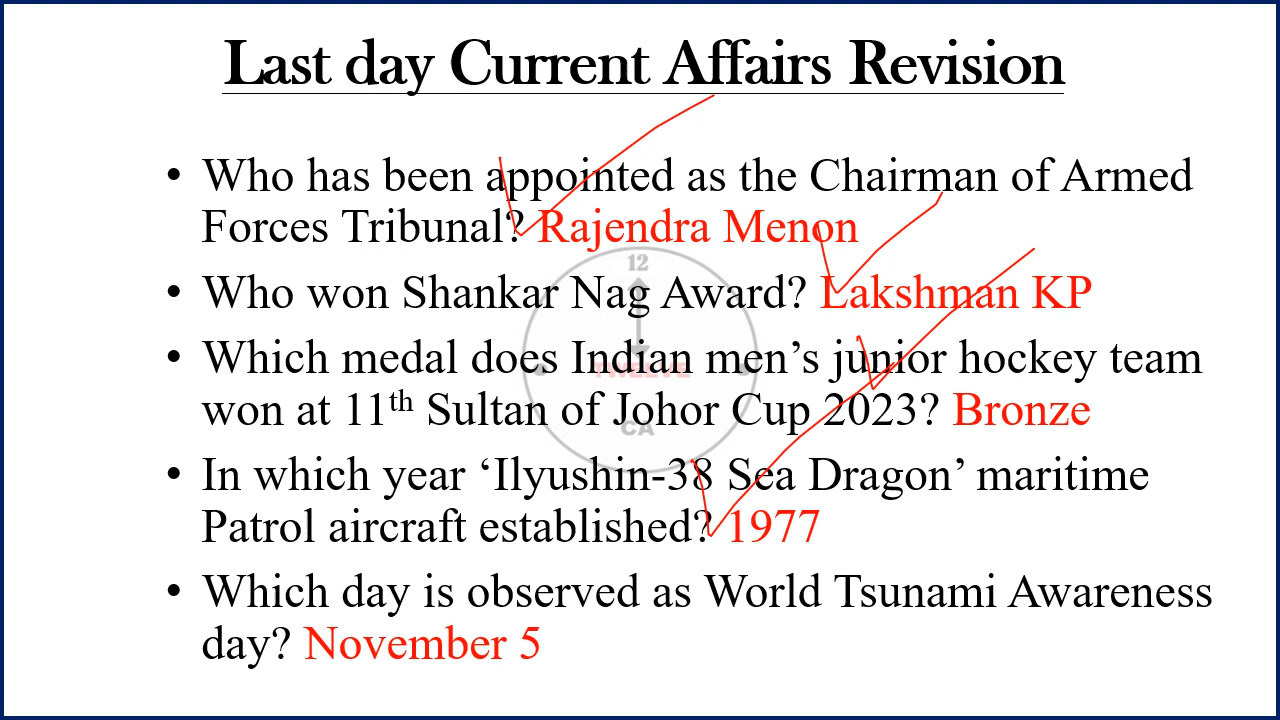 Last day Current Affairs Revision
• Who has been appointed as the Chairman of Armed
Forces Tribunal? Rajendra Menon
12
• Who won Shankar Nag Award? Lakshman KP
• Which medal does Indian men’s junior hockey team
TWELVE
won at 11th Sultan of Johor Cup 2023? Bronze
CA
• In which year ‘Ilyushin-38 Sea Dragon’ maritime
Patrol aircraft established? 1977
• Which day is observed as World Tsunami Awareness
day? November 5